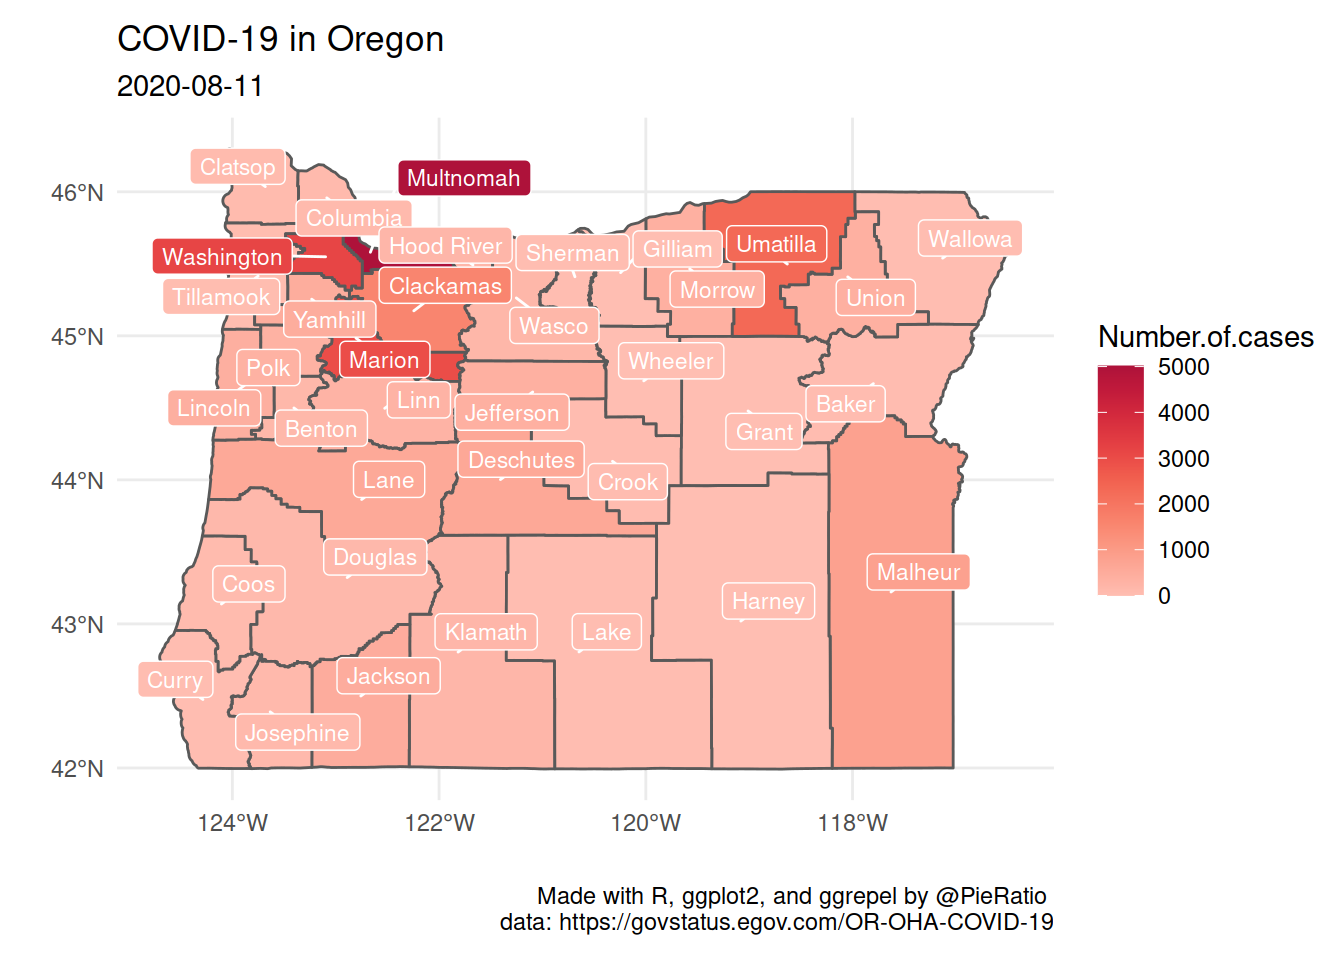 COVID-19 in Oregon
2020-08-11
46°N
45°N
44°N
43°N
42°N
124°W
122°W
120°W
118°W
Clatsop
Multnomah
Columbia
Washington
Hood River
Sherman
Gilliam
Umatilla
Wallowa
Tillamook
Clackamas
Morrow
Union
Yamhill
Wasco
Marion
Wheeler
Polk
Linn
Baker
Lincoln
Jefferson
Benton
Grant
Deschutes
Lane
Crook
Douglas
Malheur
Coos
Harney
Klamath
Lake
Curry
Jackson
Josephine
Number.of.cases
5000
4000
3000
2000
1000
0
Made with R, ggplot2, and ggrepel by @PieRatio
data: https://govstatus.egov.com/OR-OHA-COVID-19